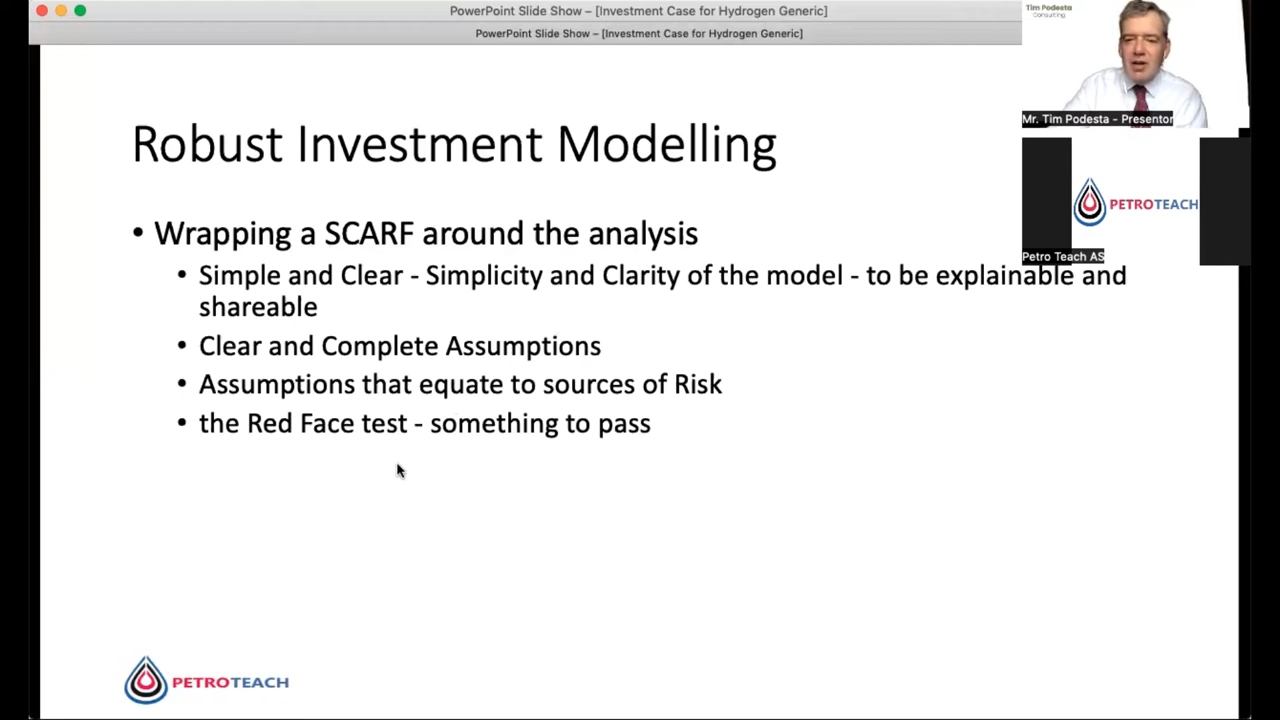 PowerPoint Slide Show – [Investment Case for Hydrogen Generic]
PowerPoint Slide Show – [Investment Case for Hydrogen Generic]
Tim Podesta
Consulting
Mr. Tim Podesta - Presentor
PETROTEACH
Petro Teach AS
Robust Investment Modelling
• Wrapping a SCARF around the analysis
• Simple and Clear - Simplicity and Clarity of the model - to be explainable and
shareable
• Clear and Complete Assumptions
• Assumptions that equate to sources of Risk
• the Red Face test - something to pass
PETROTEACH